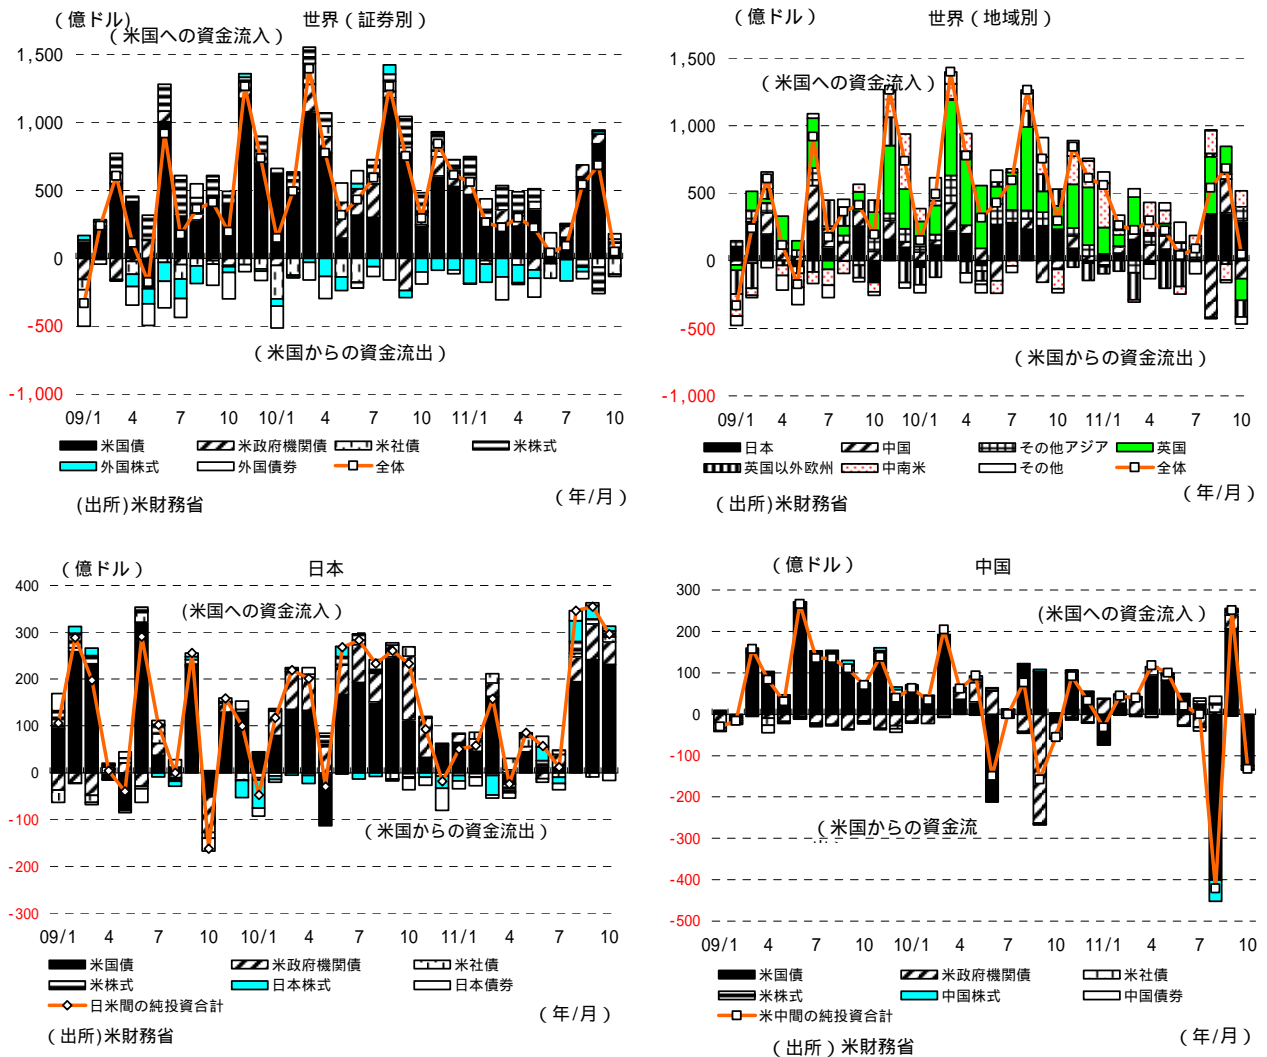 （億ドル）
世界（証券別）
（米国への資金流入）
1,500
1,000
500
0
-500
（米国からの資金流出）
-1,000
09/1 4 7 10 10/1 4 7 10 11/1 4 7 10
米国債 米政府機関債 米社債 米株式
外国株式 外国債券 全体
（年/月）
(出所)米財務省
（億ドル）
世界（地域別）
（米国への資金流入）
1,500
1,000
500
0
-500
（米国からの資金流出）
-1,000
09/1 4 7 10 10/1 4 7 10 11/1 4 7 10
日本 中国 その他アジア 英国
英国以外欧州 中南米 その他 全体
（年/月）
（出所)米財務省
（億ドル）
日本
（米国への資金流入）
400
300
200
100
0
-100
（米国からの資金流出）
-200
-300
09/1 4 7 10 10/1 4 7 10 11/1 4 7 10
米国債 米政府機関債 米社債
米株式 日本株式 日本債券
日米間の純投資合計
（年/月）
（出所)米財務省
（億ドル）
中国
（米国への資金流入）
300
200
100
0
-100
-200
（米国からの資金流
-300
-400
-500
09/1 4 7 10 10/1 4 7 10 11/1 4 7 10
米国債 米政府機関債 米社債
米株式 中国株式 中国債券
米中間の純投資合計
（年/月）
（出所）米財務省